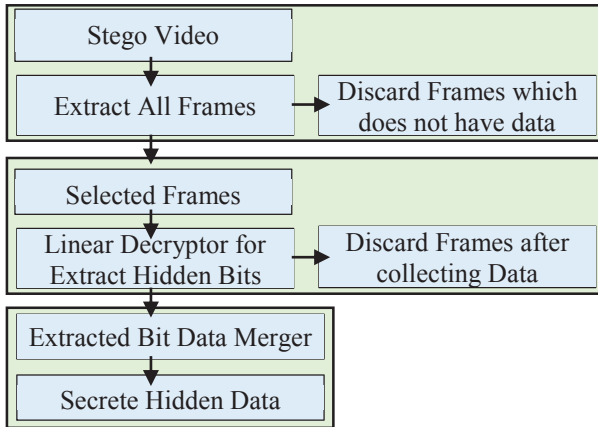 Stego Video
Extract All Frames
Discard Frames which
does not have data
Selected Frames
Linear Decryptor for
Extract Hidden Bits
Discard Frames after
collecting Data
Extracted Bit Data Merger
Secrete Hidden Data